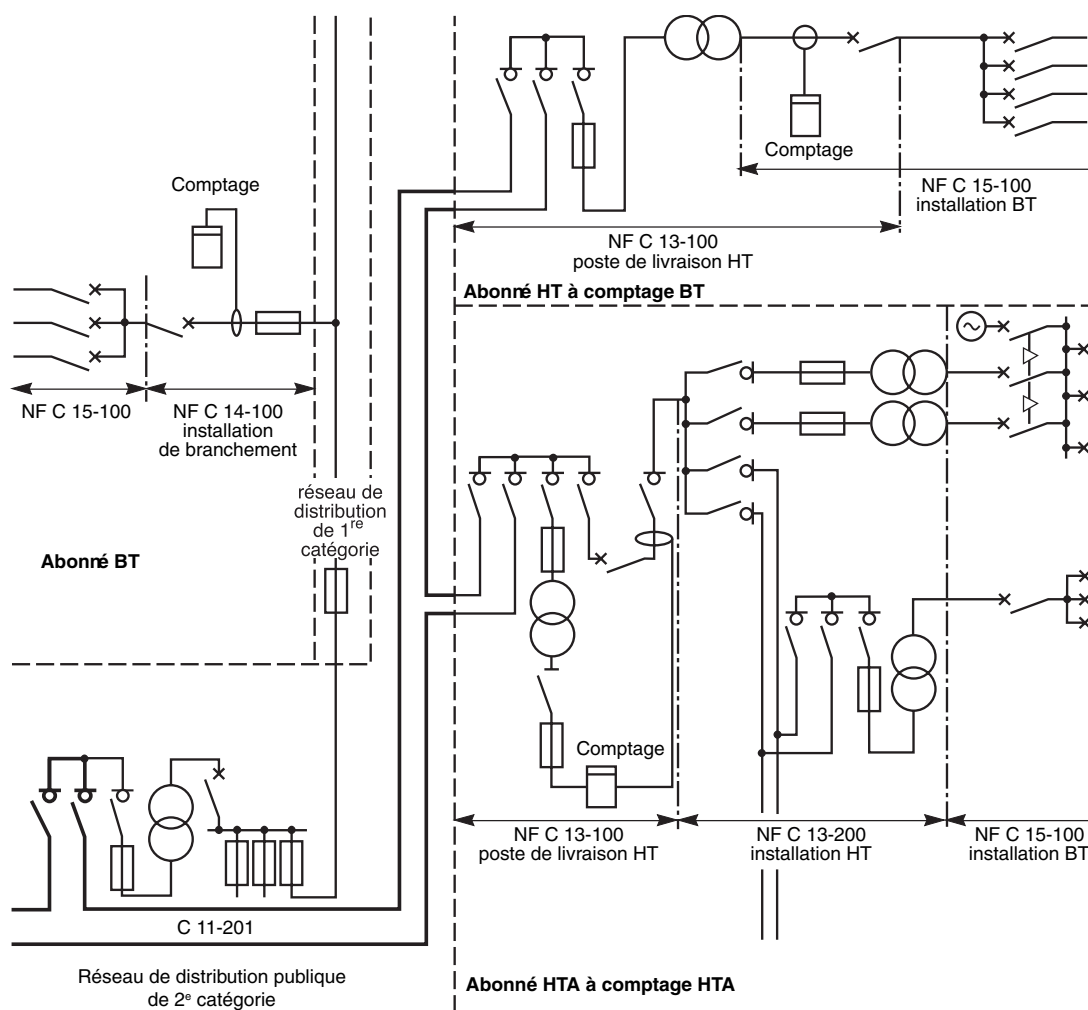 Comptage
NF C 15-100
installation BT
NF C 13-100
poste de livraison HT
Abonné HT à comptage BT
Comptage
NF C 15-100
NF C 14-100
installation
de branchement
réseau de
distribution
de 1re
catégorie
Abonné BT
Comptage
NF C 13-100
poste de livraison HT
NF C 13-200
installation HT
NF C 15-100
installation BT
C 11-201
Réseau de distribution publique
de 2e catégorie
Abonné HTA à comptage HTA